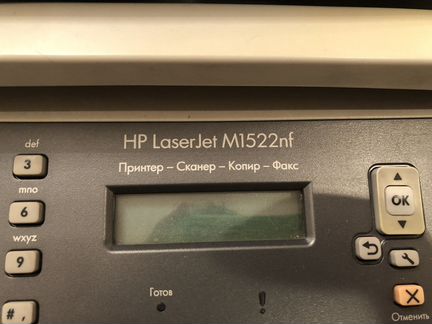 HP LaserJet M1522nf
Принтер – Сканер – Копир – Факс
def
3
mno
6
wxyz
9
# ,
OK
Готов
!
Отменить